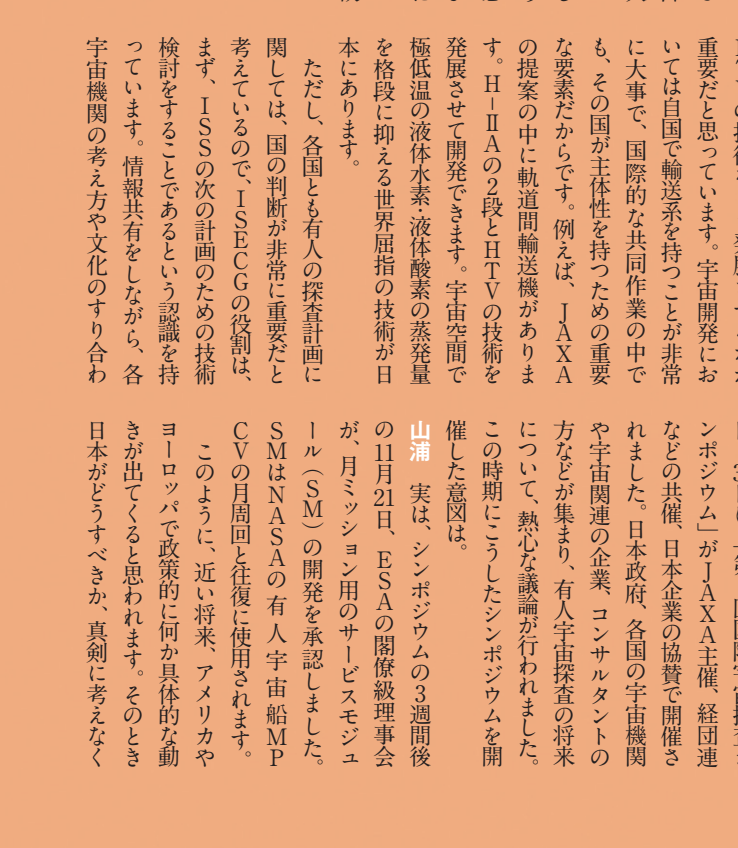 重要だと思っています。宇宙開発にお
いては自国で輸送系を持つことが非常
に大事で、国際的な共同作業の中で
も、その国が主体性を持つための重要
な要素だからです。例えば、ＪＡＸＡ
の提案の中に軌道間輸送機がありま
す。Ｈ－ⅡＡの２段とＨＴＶの技術を
発展させて開発できます。宇宙空間で
極低温の液体水素・液体酸素の蒸発量
を格段に抑える世界屈指の技術が日
本にあります。
ただし、各国とも有人の探査計画に
関しては、国の判断が非常に重要だと
考えているので、ＩＳＥＣＧの役割は、
まず、ＩＳＳの次の計画のための技術
検討をすることであるという認識を持
っています。情報共有をしながら、各
宇宙機関の考え方や文化のすり合わ
ンポジウム」がＪＡＸＡ主催、経団連
などの共催、日本企業の協賛で開催さ
れました。日本政府、各国の宇宙機関
や宇宙関連の企業、コンサルタントの
方などが集まり、有人宇宙探査の将来
について、熱心な議論が行われました。
この時期にこうしたシンポジウムを開
催した意図は。
山浦　実は、シンポジウムの３週間後
の11月21日、ＥＳＡの閣僚級理事会
が、月ミッション用のサービスモジュ
ール（ＳＭ）の開発を承認しました。
ＳＭはＮＡＳＡの有人宇宙船ＭＰ
ＣＶの月周回と往復に使用されます。
このように、近い将来、アメリカや
ヨーロッパで政策的に何か具体的な動
きが出てくると思われます。そのとき
日本がどうすべきか、真剣に考えなく